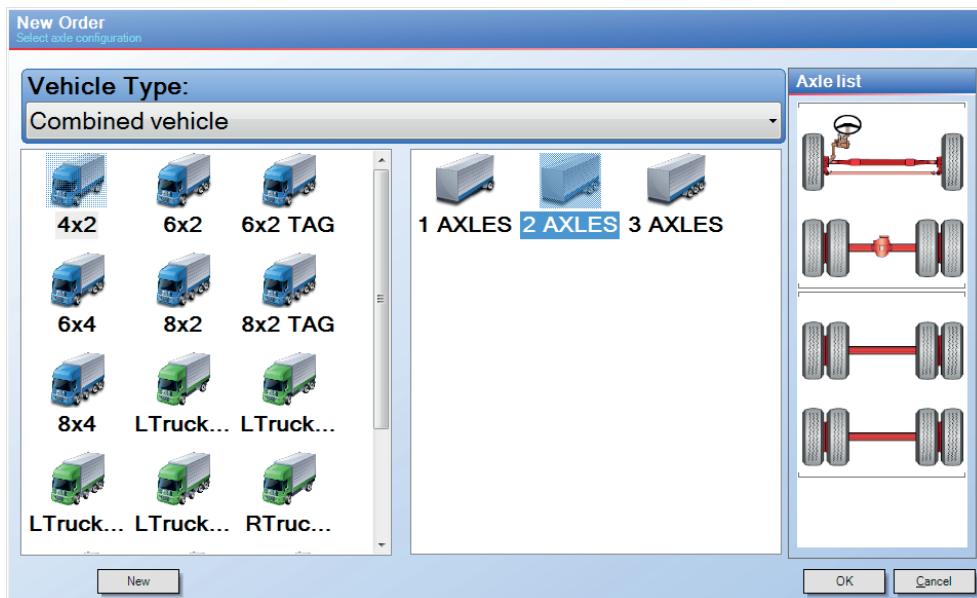 New Order
Select axle configuration
Vehicle Type:
Combined vehicle
4x2 6x2 6x2 TAG
6x4 8x2 8x2 TAG
8x4 LTruck... LTruck...
LTruck... LTruck... RTruc...
1 AXLES 2 AXLES 3 AXLES
Axle list
New
OK Cancel